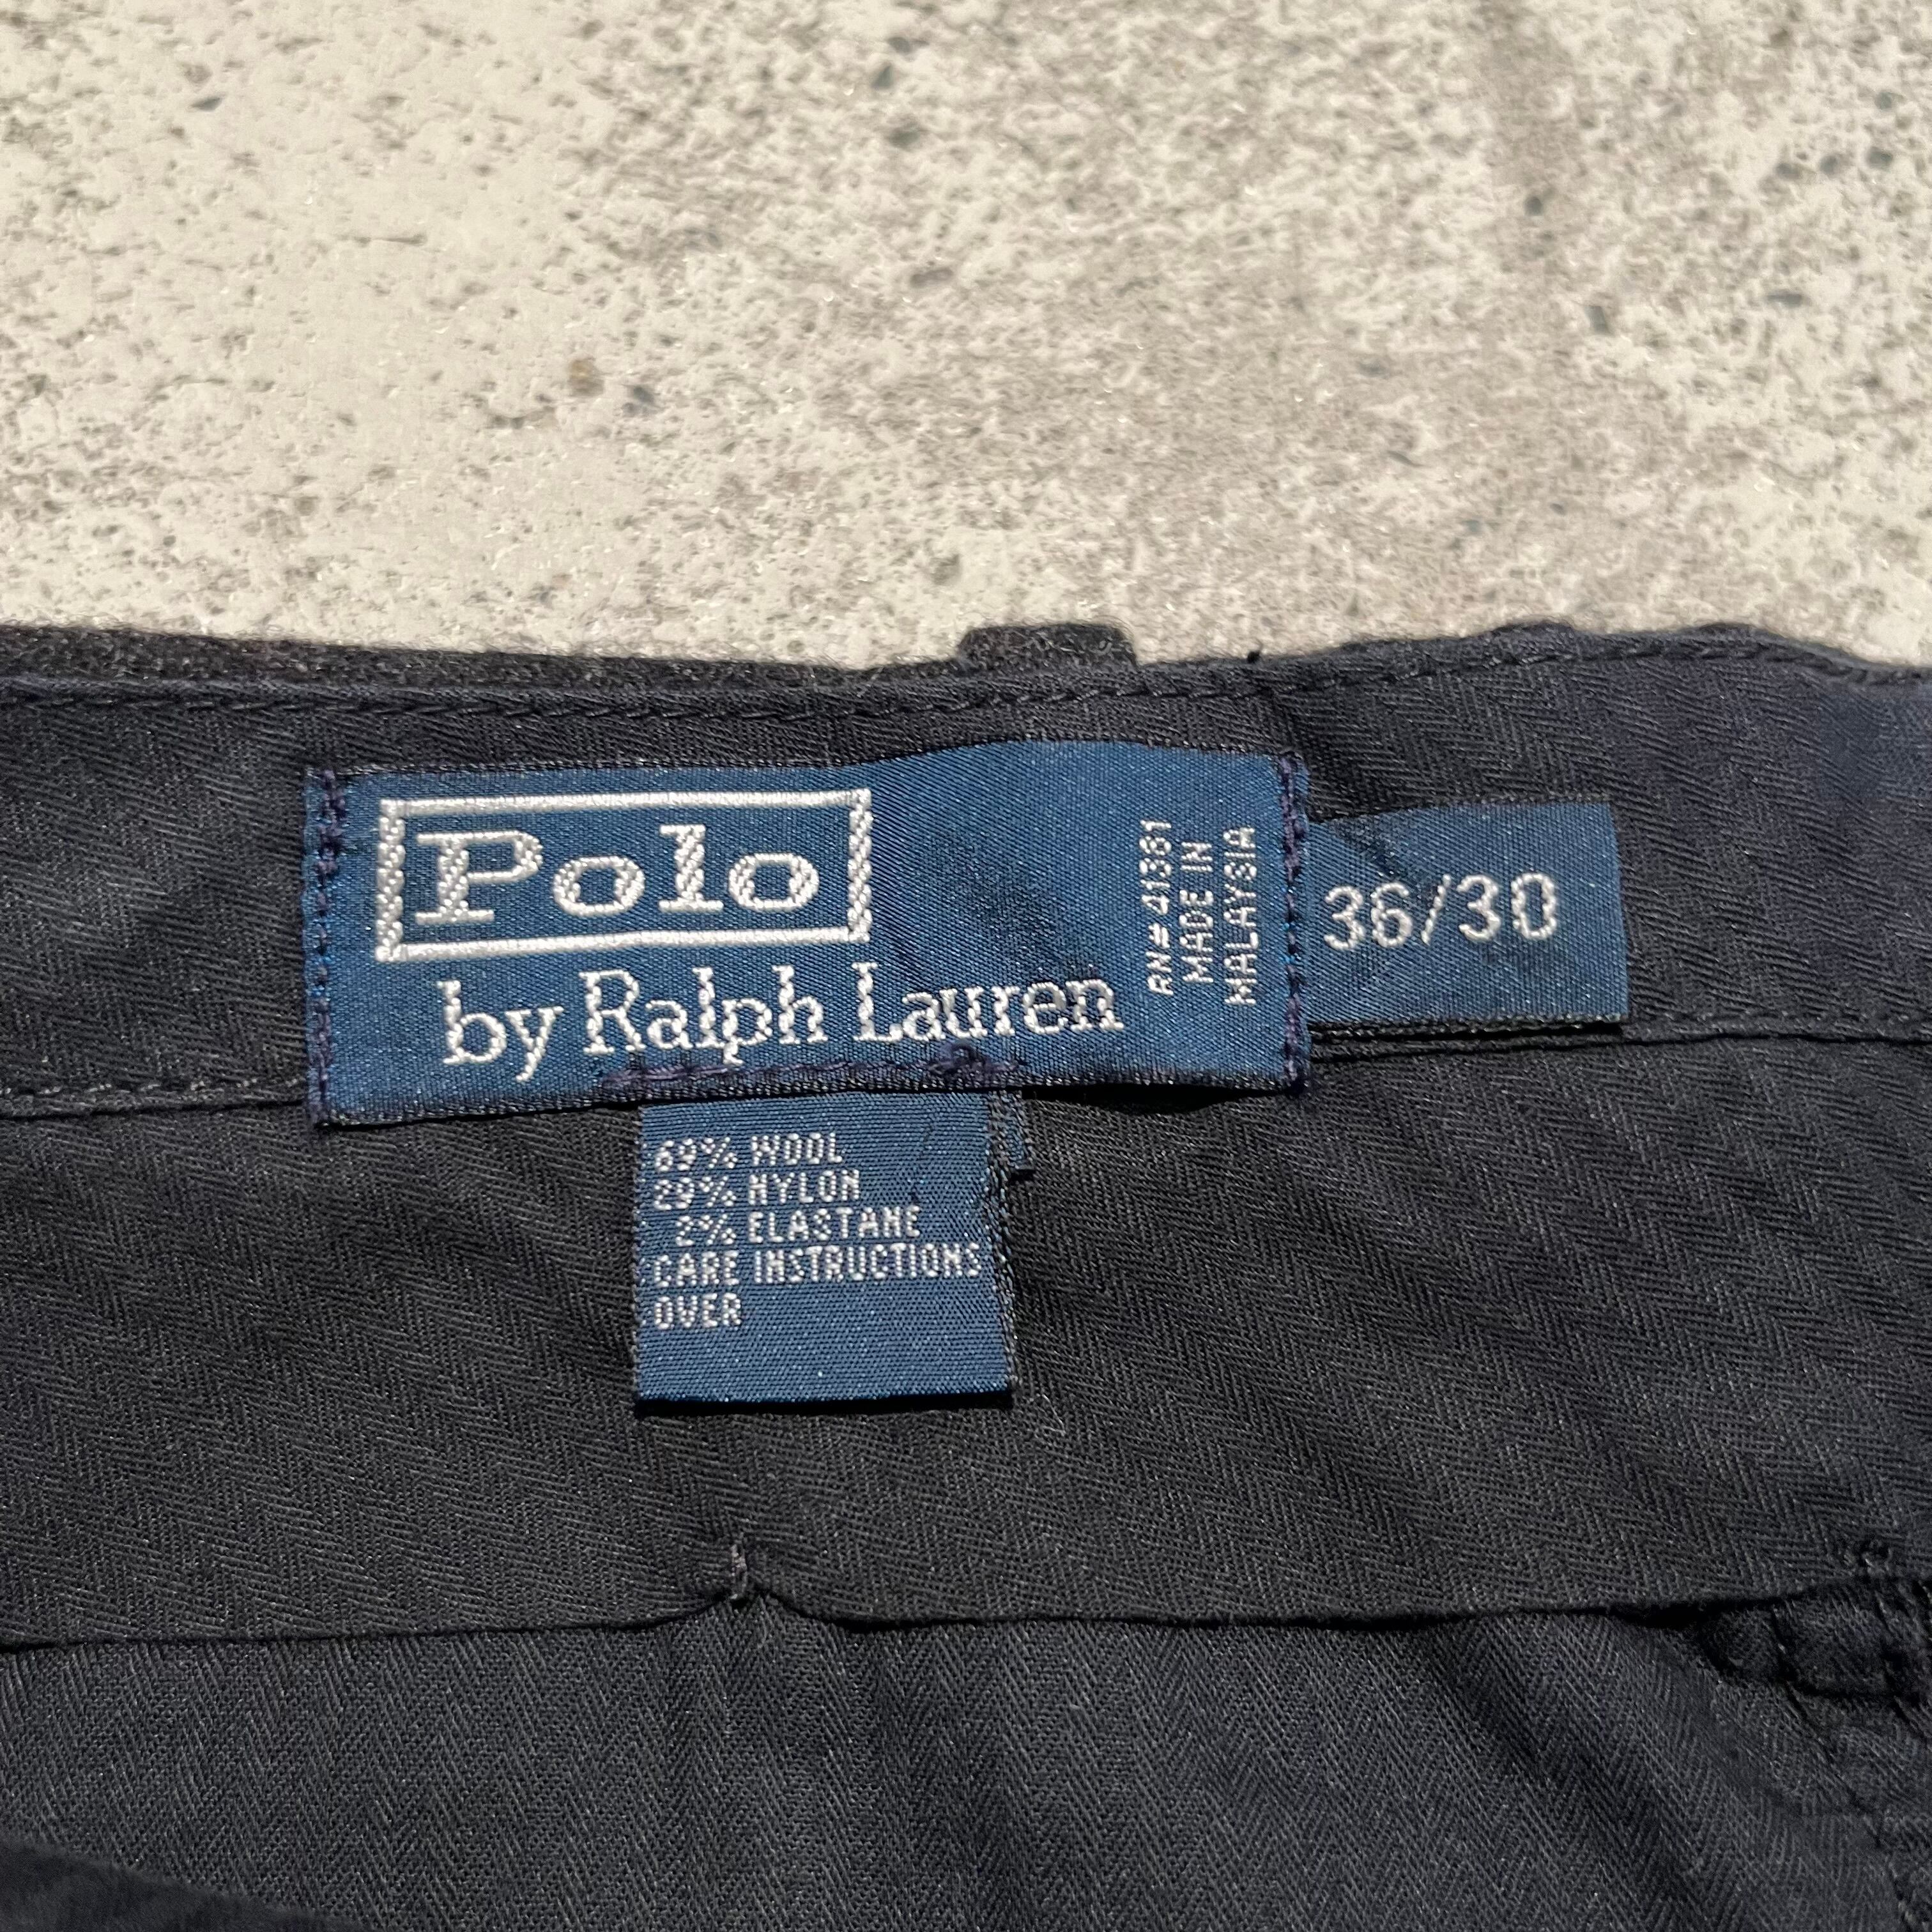 Polo
by Ralph Lauren
RN# 41381
MADE IN
MALAYSIA
36/30
69% WOOL
29% NYLON
2% ELASTANE
CARE INSTRUCTIONS
OVER